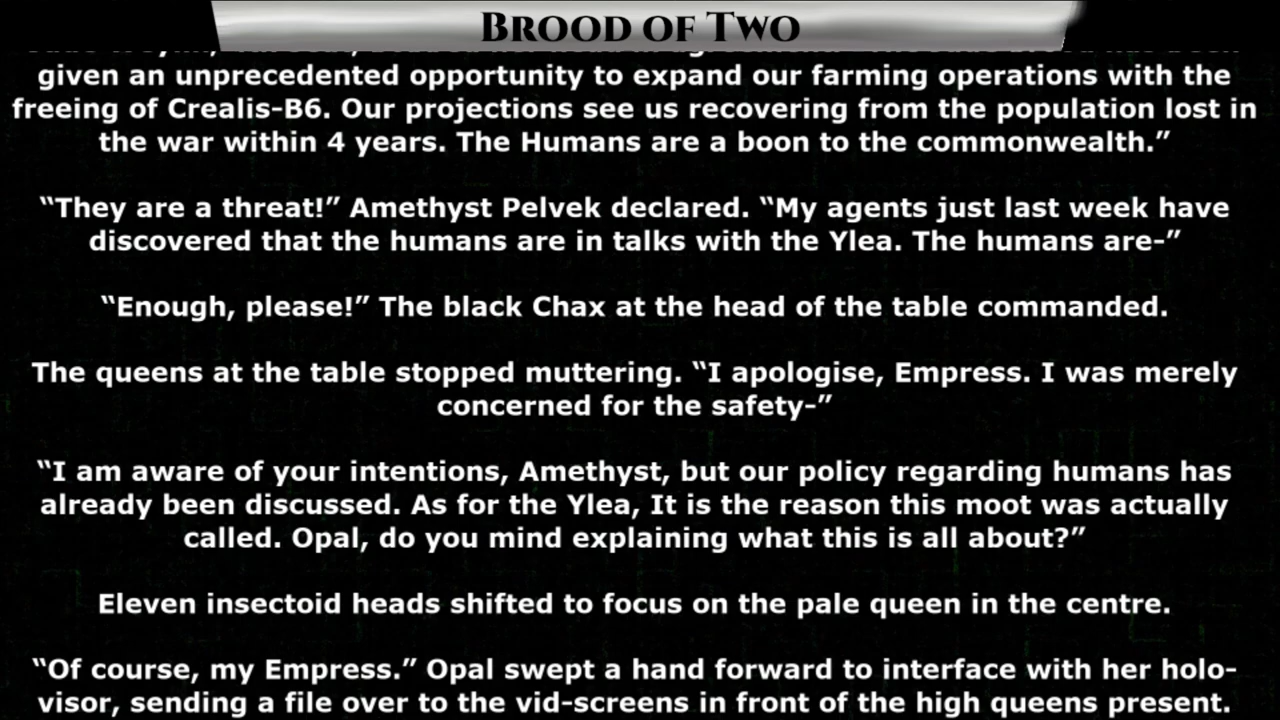 Brood of Two
given an unprecedented opportunity to expand our farming operations with the
freeing of Crealis-B6. Our projections see us recovering from the population lost in
the war within 4 years. The Humans are a boon to the commonwealth.”
“They are a threat!” Amethyst Pelvek declared. “My agents just last week have
discovered that the humans are in talks with the Ylea. The humans are-”
“Enough, please!” The black Chax at the head of the table commanded.
The queens at the table stopped muttering. “I apologise, Empress. I was merely
concerned for the safety-”
“I am aware of your intentions, Amethyst, but our policy regarding humans has
already been discussed. As for the Ylea, It is the reason this moot was actually
called. Opal, do you mind explaining what this is all about?”
Eleven insectoid heads shifted to focus on the pale queen in the centre.
“Of course, my Empress.” Opal swept a hand forward to interface with her holo-
visor, sending a file over to the vid-screens in front of the high queens present.